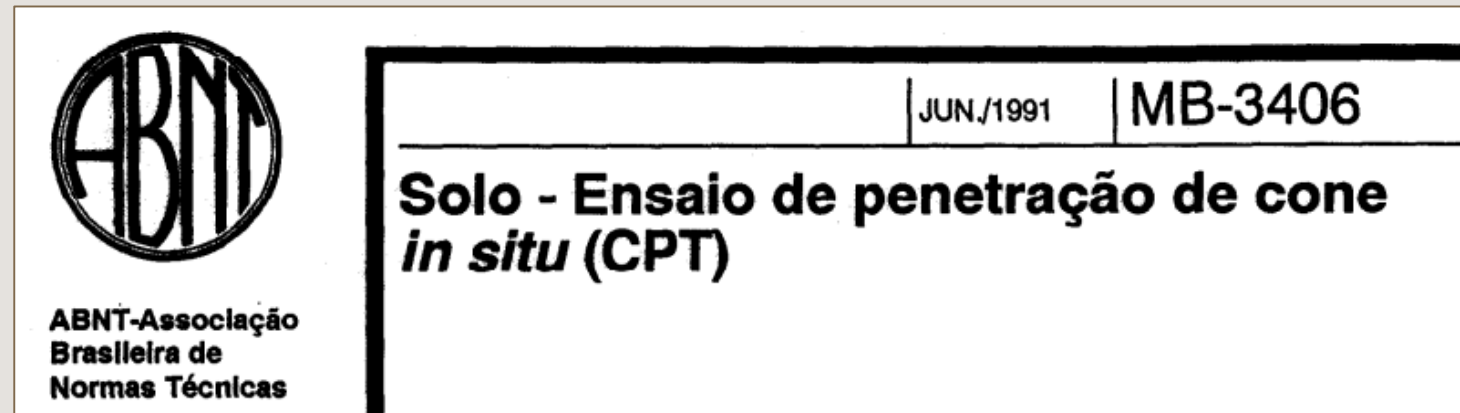 ABNT
JUN./1991
MB-3406
Solo - Ensaio de penetração de cone
in situ (CPT)
ABNT-Associação
Brasileira de
Normas Técnicas